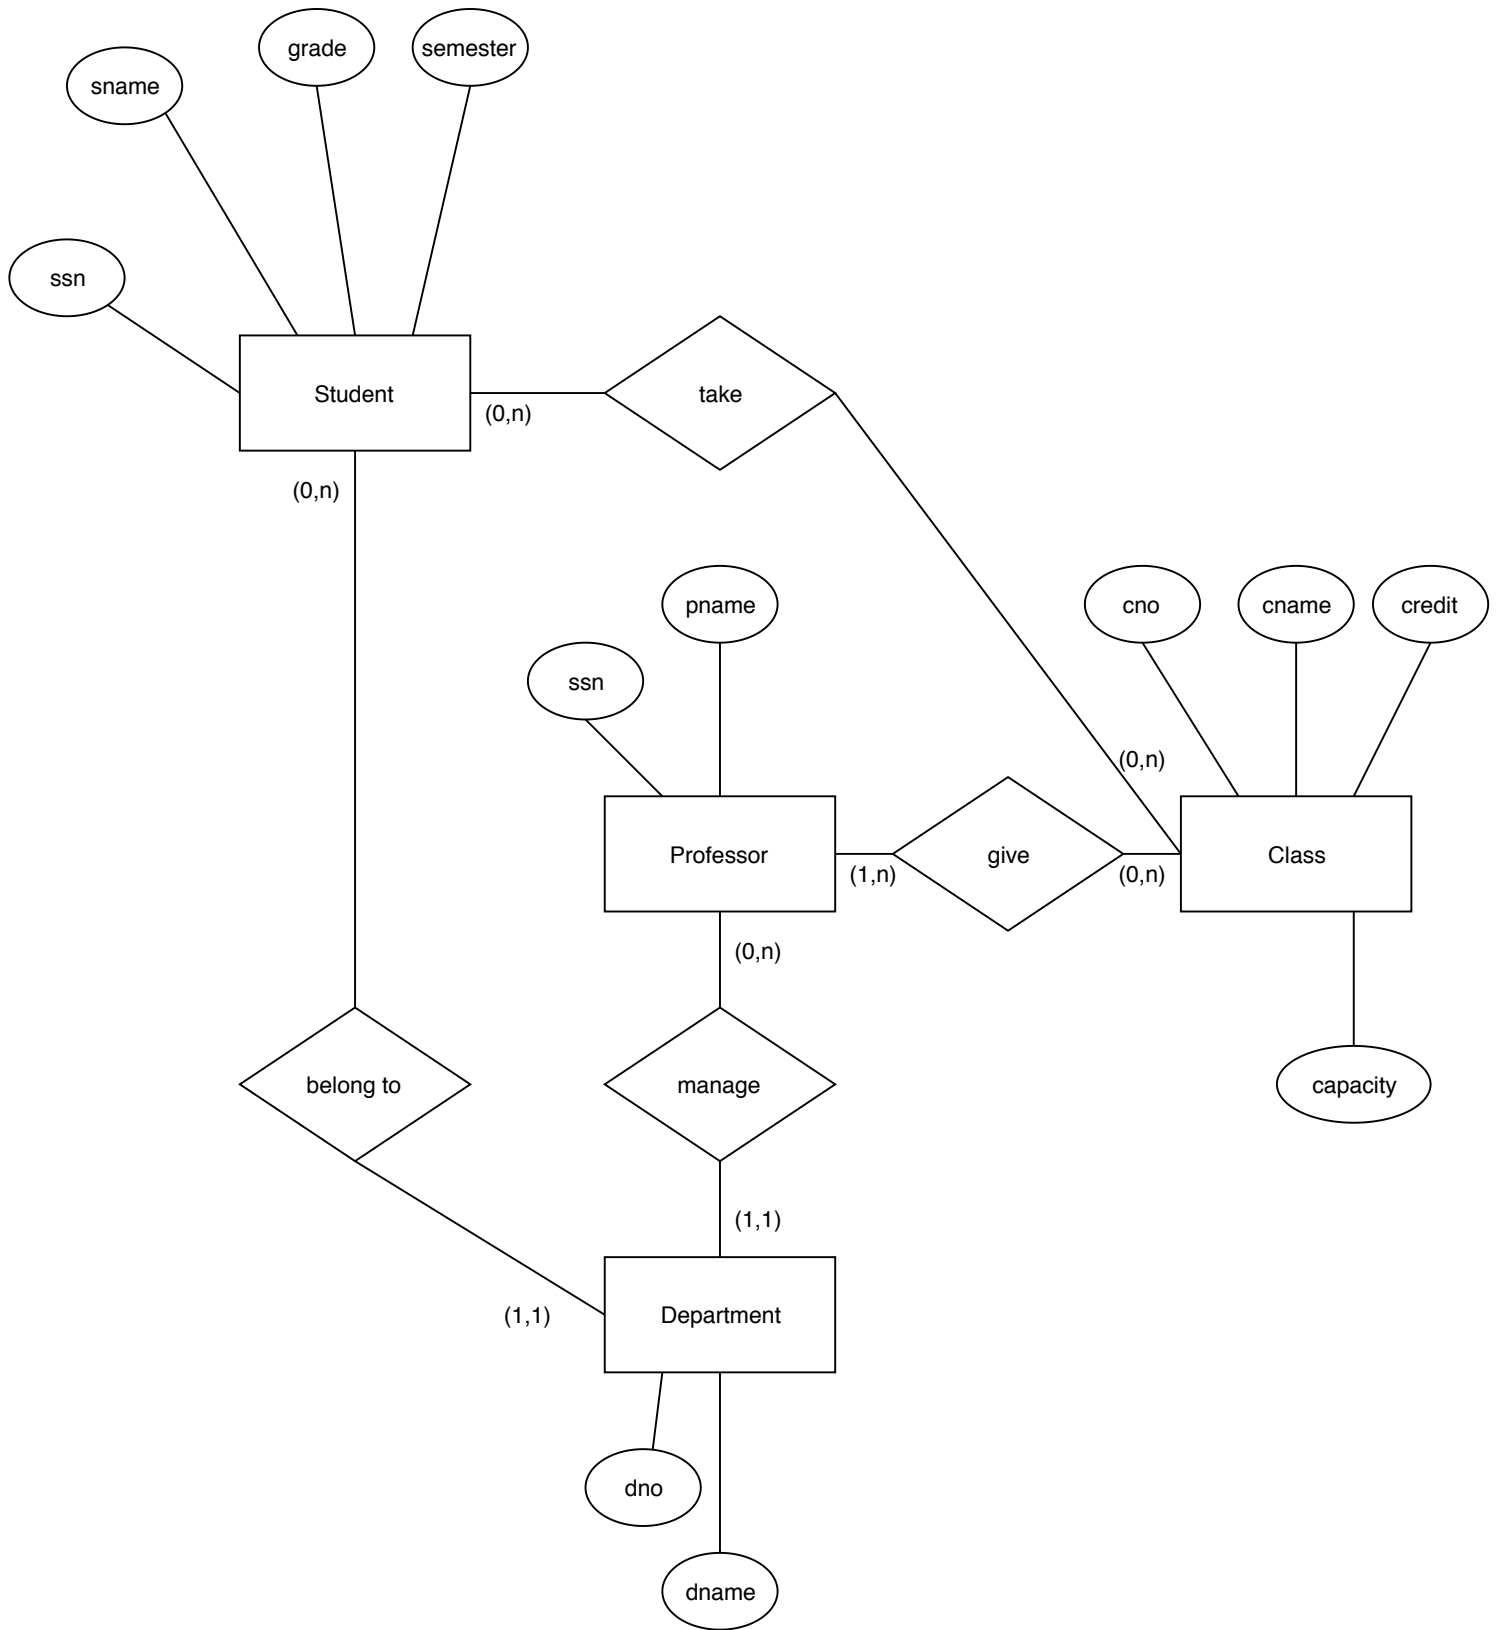 grade
semester
sname
ssn
Student
take
(0,n)
(0,n)
pname
cno
cname
credit
ssn
(0,n)
Professor
give
Class
(1,n)
(0,n)
(0,n)
belong to
manage
capacity
(1,1)
(1,1)
Department
dno
dname